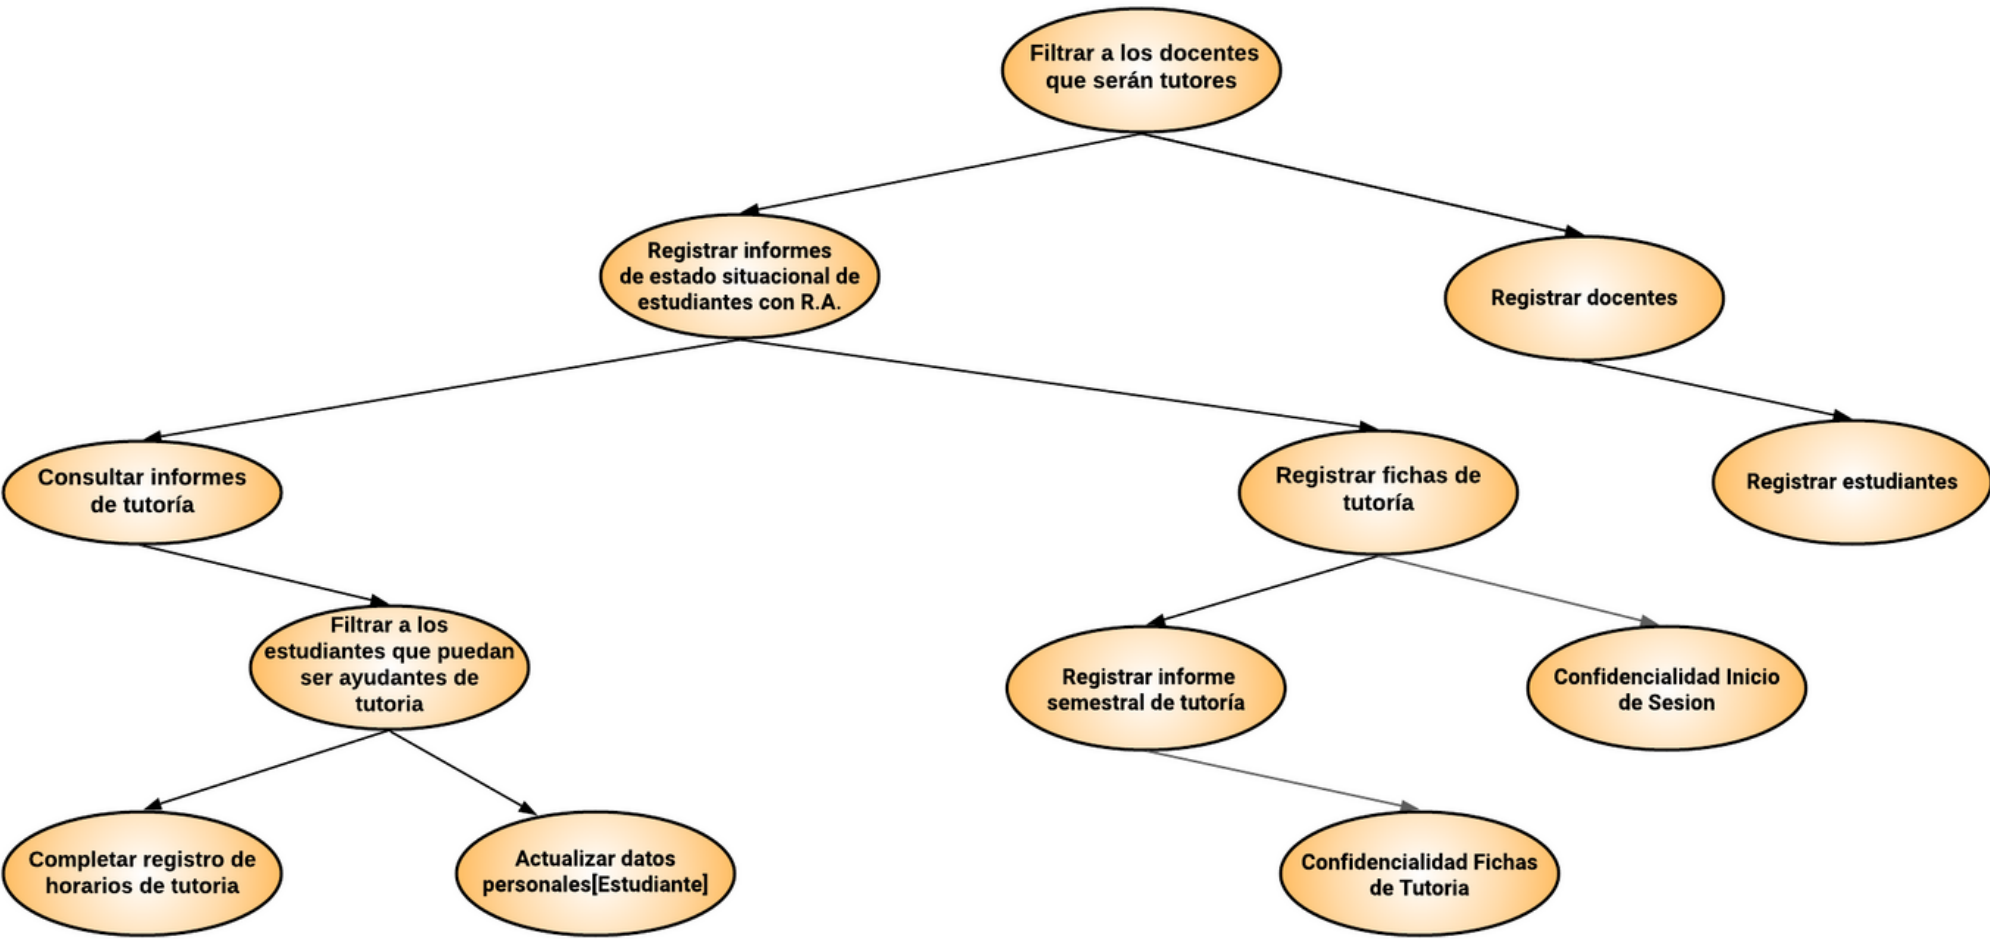 Filtrar a los docentes
que serán tutores
Registrar informes
de estado situacional de
estudiantes con R.A.
Registrar docentes
Consultar informes
de tutoría
Registrar fichas de
tutoría
Registrar estudiantes
Filtrar a los
estudiantes que puedan
ser ayudantes de
tutoria
Registrar informe
semestral de tutoría
Confidencialidad Inicio
de Sesion
Completar registro de
horarios de tutoria
Actualizar datos
personales[Estudiante]
Confidencialidad Fichas
de Tutoria